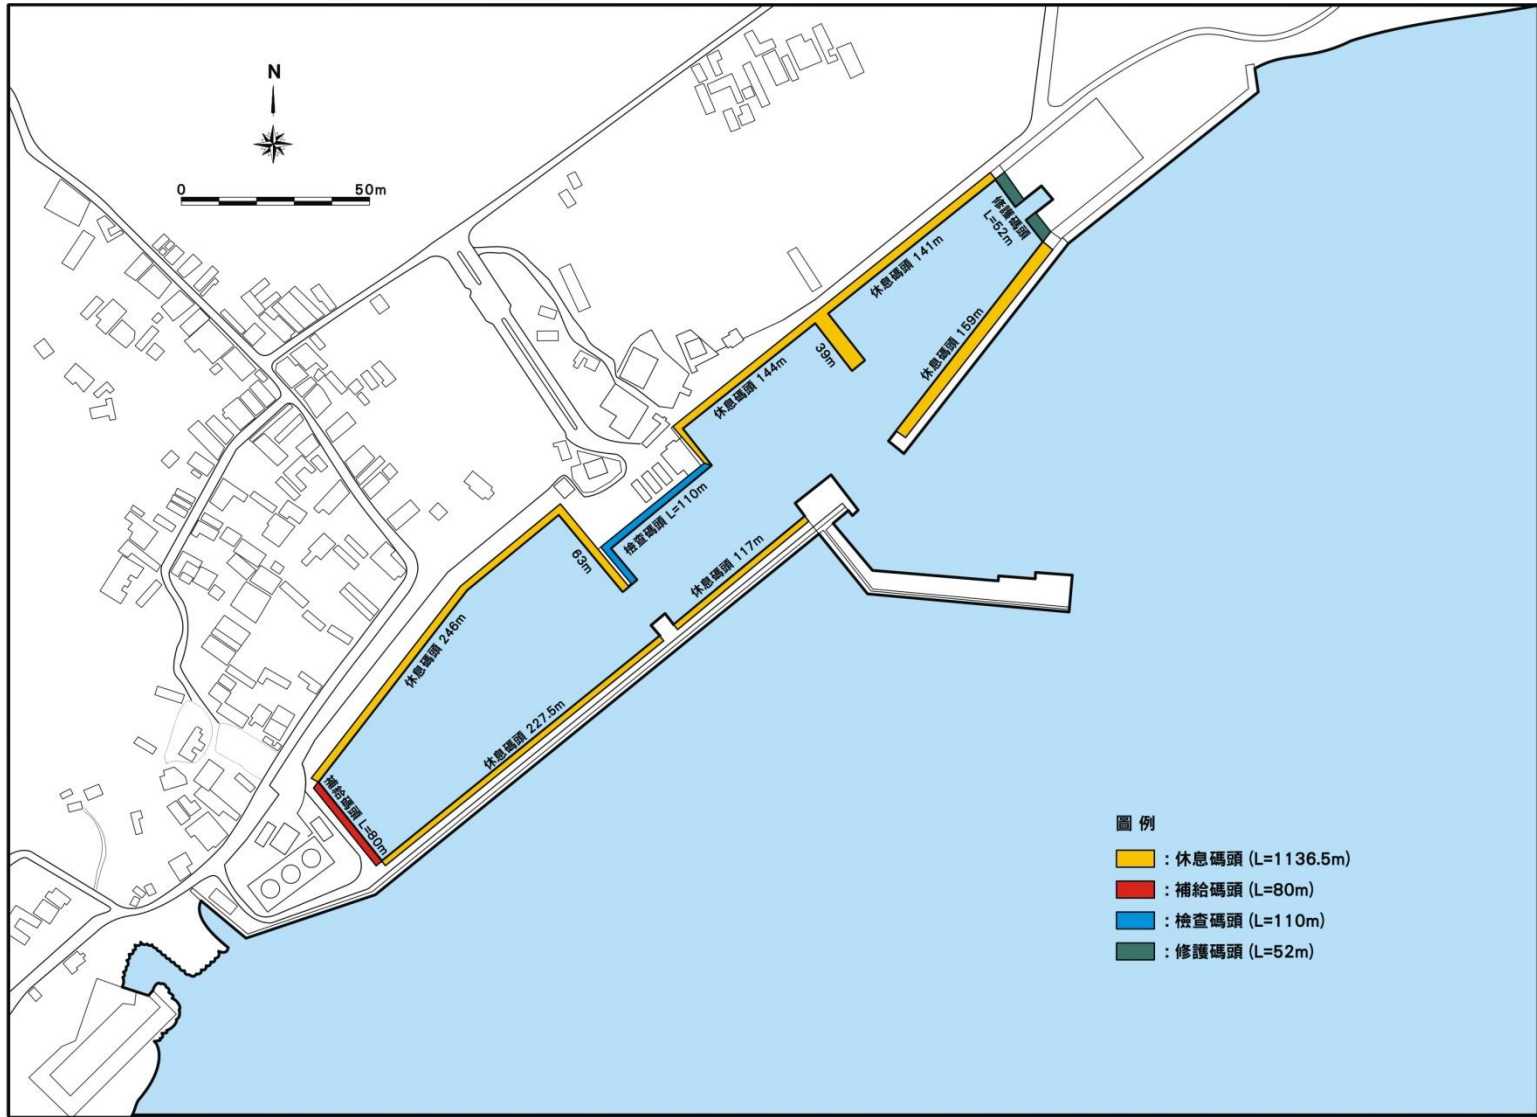 N
0 50m
修護碼頭
L=52m
休息碼頭 141m
休息碼頭 159m
39m
休息碼頭 144m
檢查碼頭 L=110m
63m
休息碼頭 117m
休息碼頭 246m
休息碼頭 227.5m
補給碼頭 L=80m
圖 例
: 休息碼頭 (L=1136.5m)
: 補給碼頭 (L=80m)
: 檢查碼頭 (L=110m)
: 修護碼頭 (L=52m)